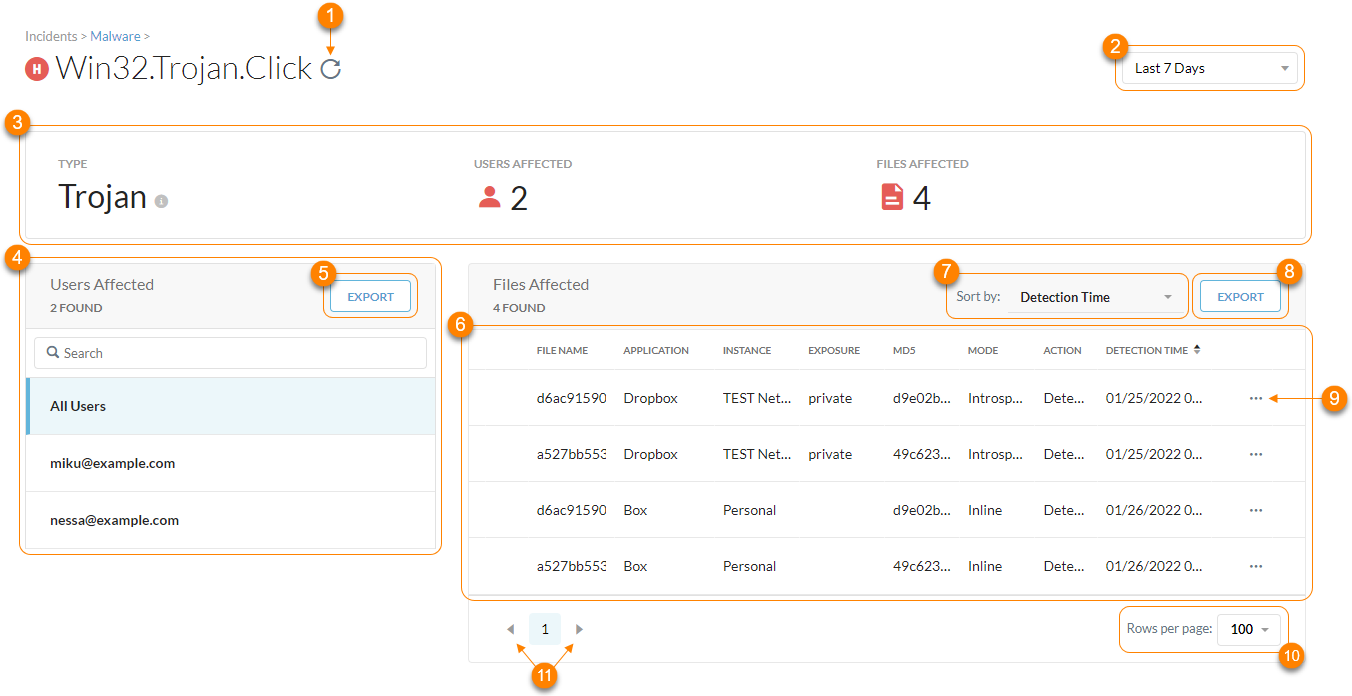 1
Incidents > Malware >
H Win32.Trojan.Click
2
Last 7 Days
3
TYPE USERS AFFECTED FILES AFFECTED
Trojan i 2 4
4
Users Affected
2 FOUND
5
EXPORT
Search
All Users
miku@example.com
nessa@example.com
Files Affected
4 FOUND
7
Sort by: Detection Time
8
EXPORT
6
FILE NAME APPLICATION INSTANCE EXPOSURE MD5 MODE ACTION DETECTION TIME
d6ac91590 Dropbox TEST Net... private d9e02b... Introsp... Dete... 01/25/2022 0... ...
9
a527bb553 Dropbox TEST Net... private 49c623... Introsp... Dete... 01/25/2022 0... ...
d6ac91590 Box Personal d9e02b... Inline Dete... 01/26/2022 0... ...
a527bb553 Box Personal 49c623... Inline Dete... 01/26/2022 0... ...
1
11
Rows per page: 100
10